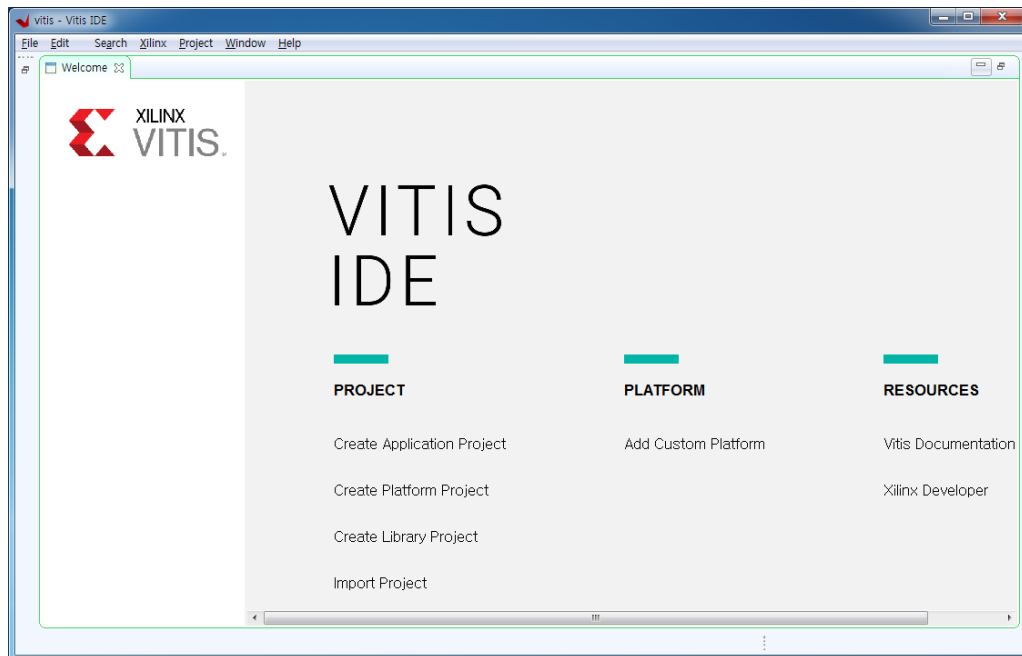 vitis - Vitis IDE
File Edit Search Xilinx Project Window Help
Welcome
XILINX
VITIS
VITIS
IDE
PROJECT
Create Application Project
Create Platform Project
Create Library Project
Import Project
PLATFORM
Add Custom Platform
RESOURCES
Vitis Documentation
Xilinx Developer